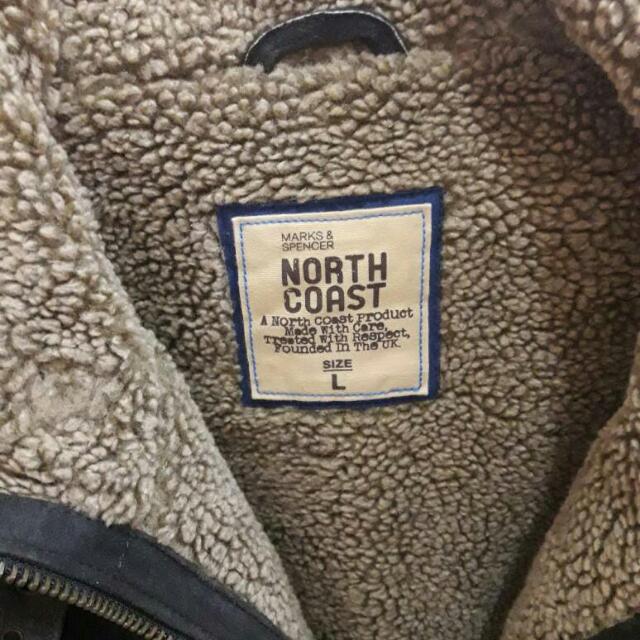 MARKS &
SPENCER
NORTH
COAST
A North Coast Product
Made With Care,
Treated With Respect,
Founded In The UK.
SIZE
L